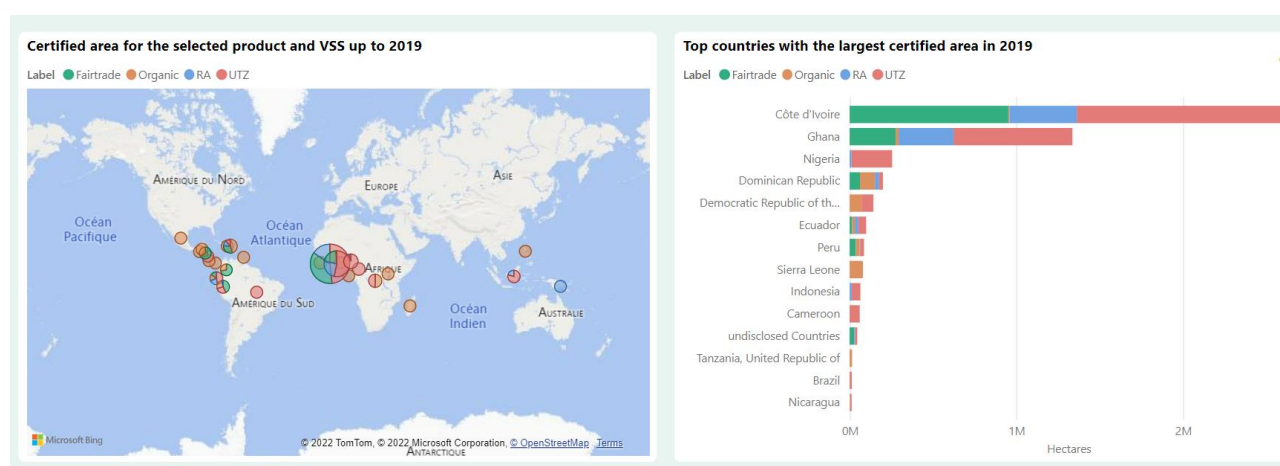 Certified area for the selected product and VSS up to 2019
Label Fairtrade Organic RA UTZ
AMÉRIQUE DU NORD
EUROPE
ASIE
Océan
Pacifique
Océan
Atlantique
AFRIQUE
AMÉRIQUE DU SUD
Océan
Indien
AUSTRALIE
Microsoft Bing
© 2022 TomTom, © 2022 Microsoft Corporation, © OpenStreetMap Terms
ANTARCTIQUE
Top countries with the largest certified area in 2019
Label Fairtrade Organic RA UTZ
Côte d'Ivoire
Ghana
Nigeria
Dominican Republic
Democratic Republic of th...
Ecuador
Peru
Sierra Leone
Indonesia
Cameroon
undisclosed Countries
Tanzania, United Republic of
Brazil
Nicaragua
0M 1M 2M
Hectares